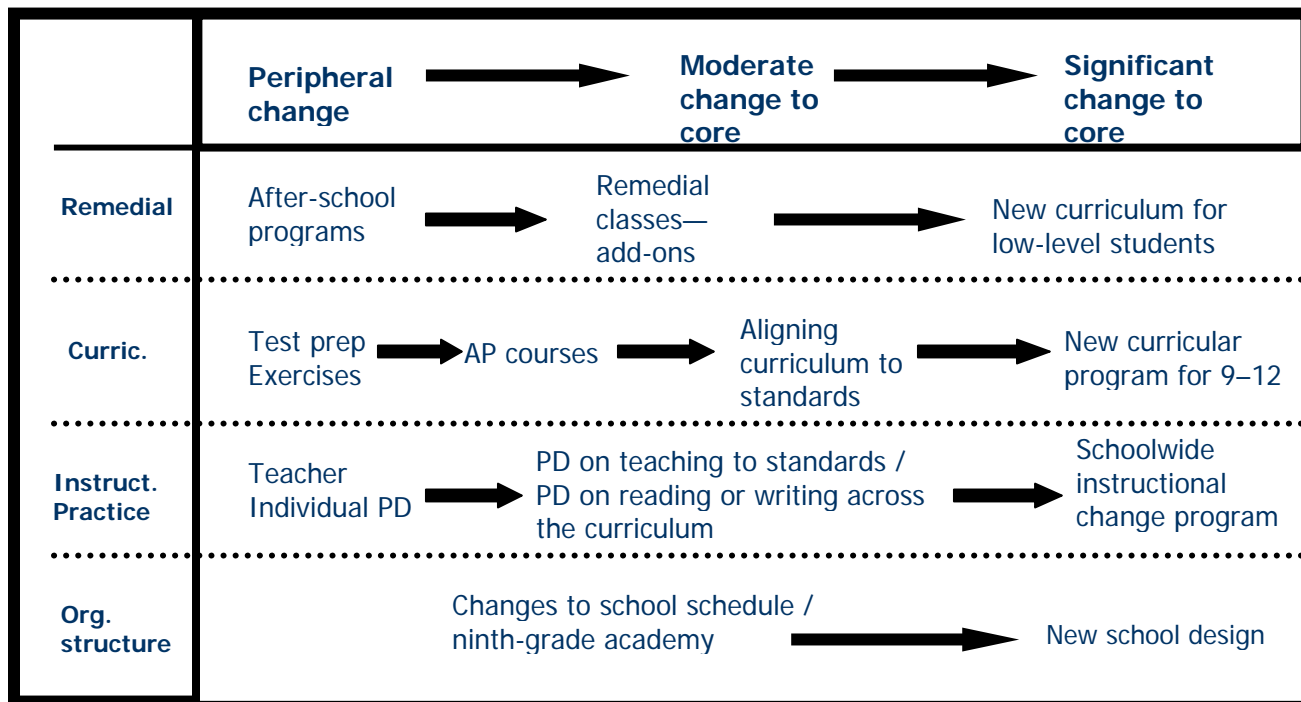 Peripheral
change
Moderate
change to
core
Significant
change to
core
Remedial
After-school
programs
Remedial
classes—
add-ons
New curriculum for
low-level students
Curric.
Test prep
Exercises
AP courses
Aligning
curriculum to
standards
New curricular
program for 9–12
Instruct.
Practice
Teacher
Individual PD
PD on teaching to standards /
PD on reading or writing across
the curriculum
Schoolwide
instructional
change program
Org.
structure
Changes to school schedule /
ninth-grade academy
New school design